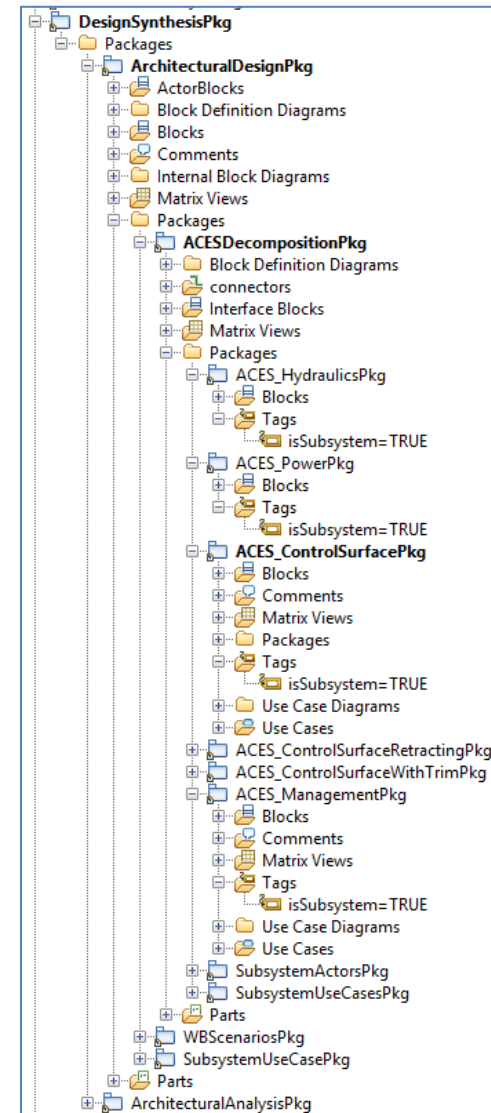 DesignSynthesisPkg
Packages
ArchitecturalDesignPkg
ActorBlocks
Block Definition Diagrams
Blocks
Comments
Internal Block Diagrams
Matrix Views
Packages
ACESDecompositionPkg
Block Definition Diagrams
connectors
Interface Blocks
Matrix Views
Packages
ACES_HydraulicsPkg
Blocks
Tags
isSubsystem=TRUE
ACES_PowerPkg
Blocks
Tags
isSubsystem=TRUE
ACES_ControlSurfacePkg
Blocks
Comments
Matrix Views
Packages
Tags
isSubsystem=TRUE
Use Case Diagrams
Use Cases
ACES_ControlSurfaceRetractingPkg
ACES_ControlSurfaceWithTrimPkg
ACES_ManagementPkg
Blocks
Comments
Matrix Views
Tags
isSubsystem=TRUE
Use Case Diagrams
Use Cases
SubsystemActorsPkg
SubsystemUseCasesPkg
Parts
WBScenariosPkg
SubsystemUseCasePkg
Parts
ArchitecturalAnalysisPkg